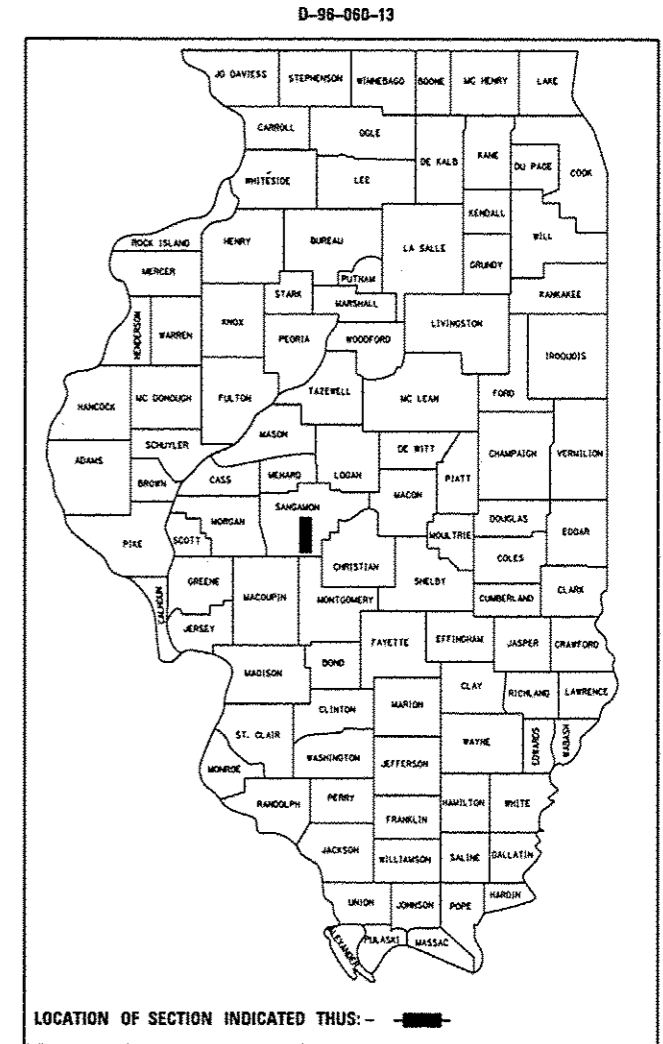 D-96-060-13
JO DAVIESS STEPHENSON WINNEBAGO BOONE MC HENRY LAKE
CARROLL OGLE DE KALB KANE DU PAGE COOK
WHITESIDE LEE
KENDALL WILL
ROCK ISLAND HENRY BUREAU LA SALLE GRUNDY
MERCER PUTNAM KANKAKEE
STARK MARSHALL
HENDERSON WARREN KNOX PEORIA WOODFORD LIVINGSTON IROQUOIS
HANCOCK MC DONOUGH FULTON TAZEWELL MC LEAN FORD
MASON
SCHUYLER
ADAMS BROWN CASS MENARD LOGAN DE WITT PIATT CHAMPAIGN VERMILION
MACON
PIKE SCOTT MORGAN SANGAMON MOULTRIE DOUGLAS EDGAR
CHRISTIAN COLES
GREENE MACOUPIN MONTGOMERY SHELBY CUMBERLAND CLARK
CALHOUN JERSEY
FAYETTE EFFINGHAM JASPER CRAWFORD
MADISON BOND
CLAY RICHLAND LAWRENCE
CLINTON MARION
ST. CLAIR WAYNE EDWARDS WABASH
MONROE WASHINGTON JEFFERSON
RANDOLPH PERRY HAMILTON WHITE
FRANKLIN
JACKSON WILLIAMSON SALINE GALLATIN
UNION JOHNSON POPE HARDIN
ALEXANDER PULASKI MASSAC
LOCATION OF SECTION INDICATED THUS: -